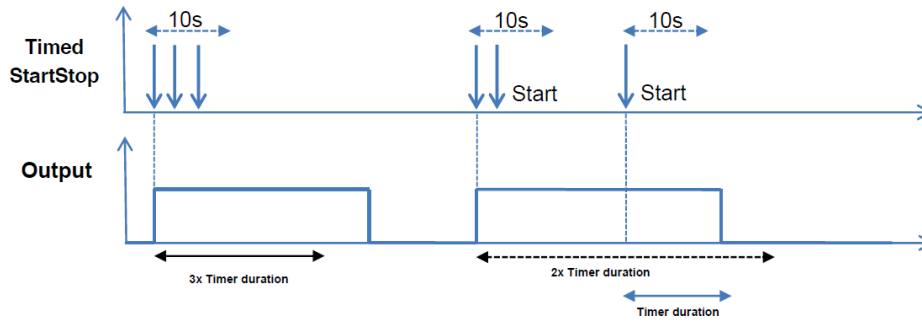 10s
10s
10s
Timed
StartStop
Start
Start
Output
3x Timer duration
2x Timer duration
Timer duration